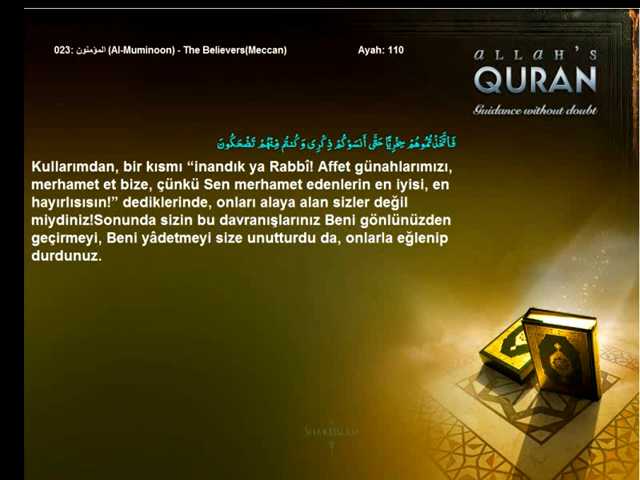 023: المؤمنون (Al-Muminoon) - The Believers(Meccan) Ayah: 110
ALLAH'S
QURAN
Guidance without doubt
فَاتَّخَذْتُمُوهُمْ سِخْرِيًّا حَتَّىٰ أَنسَوْكُمْ ذِكْرِي وَكُنتُم مِّنْهُمْ تَضْحَكُونَ
Kullarımdan, bir kısmı “inandık ya Rabbî! Affet günahlarımızı,
merhamet et bize, çünkü Sen merhamet edenlerin en iyisi, en
hayırlısısın!” dediklerinde, onları alaya alan sizler değil
miydiniz!Sonunda sizin bu davranışlarınız Beni gönlünüzden
geçirmeyi, Beni yâdetmeyi size unutturdu da, onlarla eğlenip
durdunuz.
SHAREISLAM